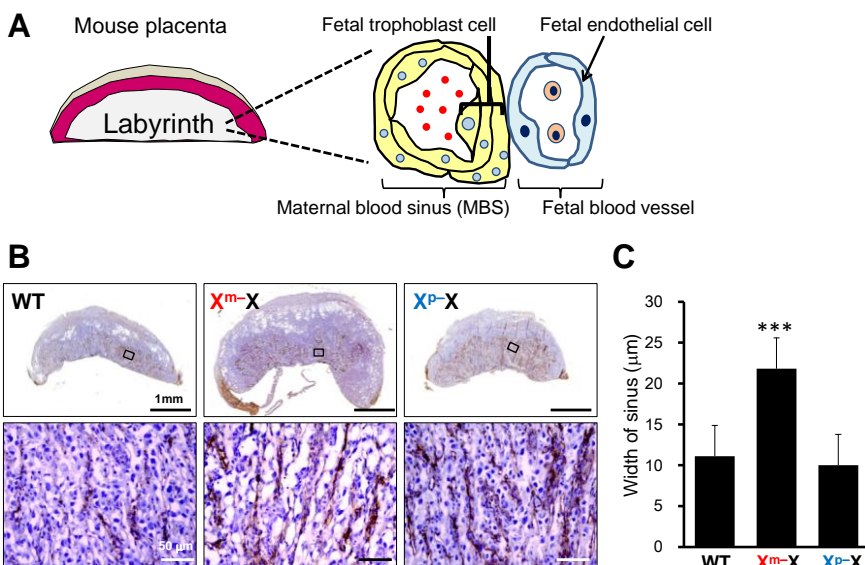 A
Mouse placenta
Fetal trophoblast cell
Fetal endothelial cell
Labyrinth
Maternal blood sinus (MBS)
Fetal blood vessel
B
WT
Xm–X
Xp–X
1mm
50 µm
C
Width of sinus (µm)
30
25
20
15
10
5
0
***
WT
Xm–X
Xp–X